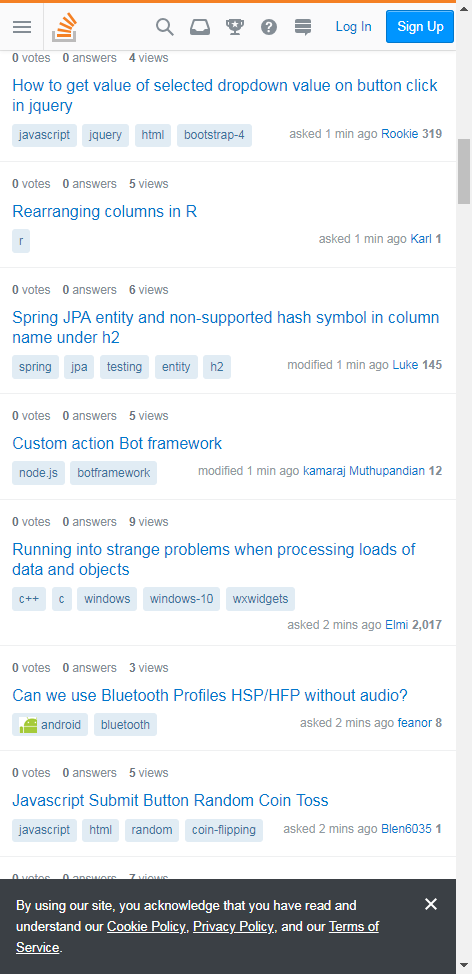 Log In Sign Up
0 votes 0 answers 4 views
How to get value of selected dropdown value on button click
in jquery
javascript jquery html bootstrap-4 asked 1 min ago Rookie 319
0 votes 0 answers 5 views
Rearranging columns in R
r asked 1 min ago Karl 1
0 votes 0 answers 6 views
Spring JPA entity and non-supported hash symbol in column
name under h2
spring jpa testing entity h2 modified 1 min ago Luke 145
0 votes 0 answers 5 views
Custom action Bot framework
node.js botframework modified 1 min ago kamaraj Muthupandian 12
0 votes 0 answers 9 views
Running into strange problems when processing loads of
data and objects
c++ c windows windows-10 wxwidgets
asked 2 mins ago Elmi 2,017
0 votes 0 answers 3 views
Can we use Bluetooth Profiles HSP/HFP without audio?
android bluetooth asked 2 mins ago feanor 8
0 votes 0 answers 5 views
Javascript Submit Button Random Coin Toss
javascript html random coin-flipping asked 2 mins ago Blen6035 1
0 votes 0 answers 7 views
By using our site, you acknowledge that you have read and
understand our Cookie Policy, Privacy Policy, and our Terms of
Service.